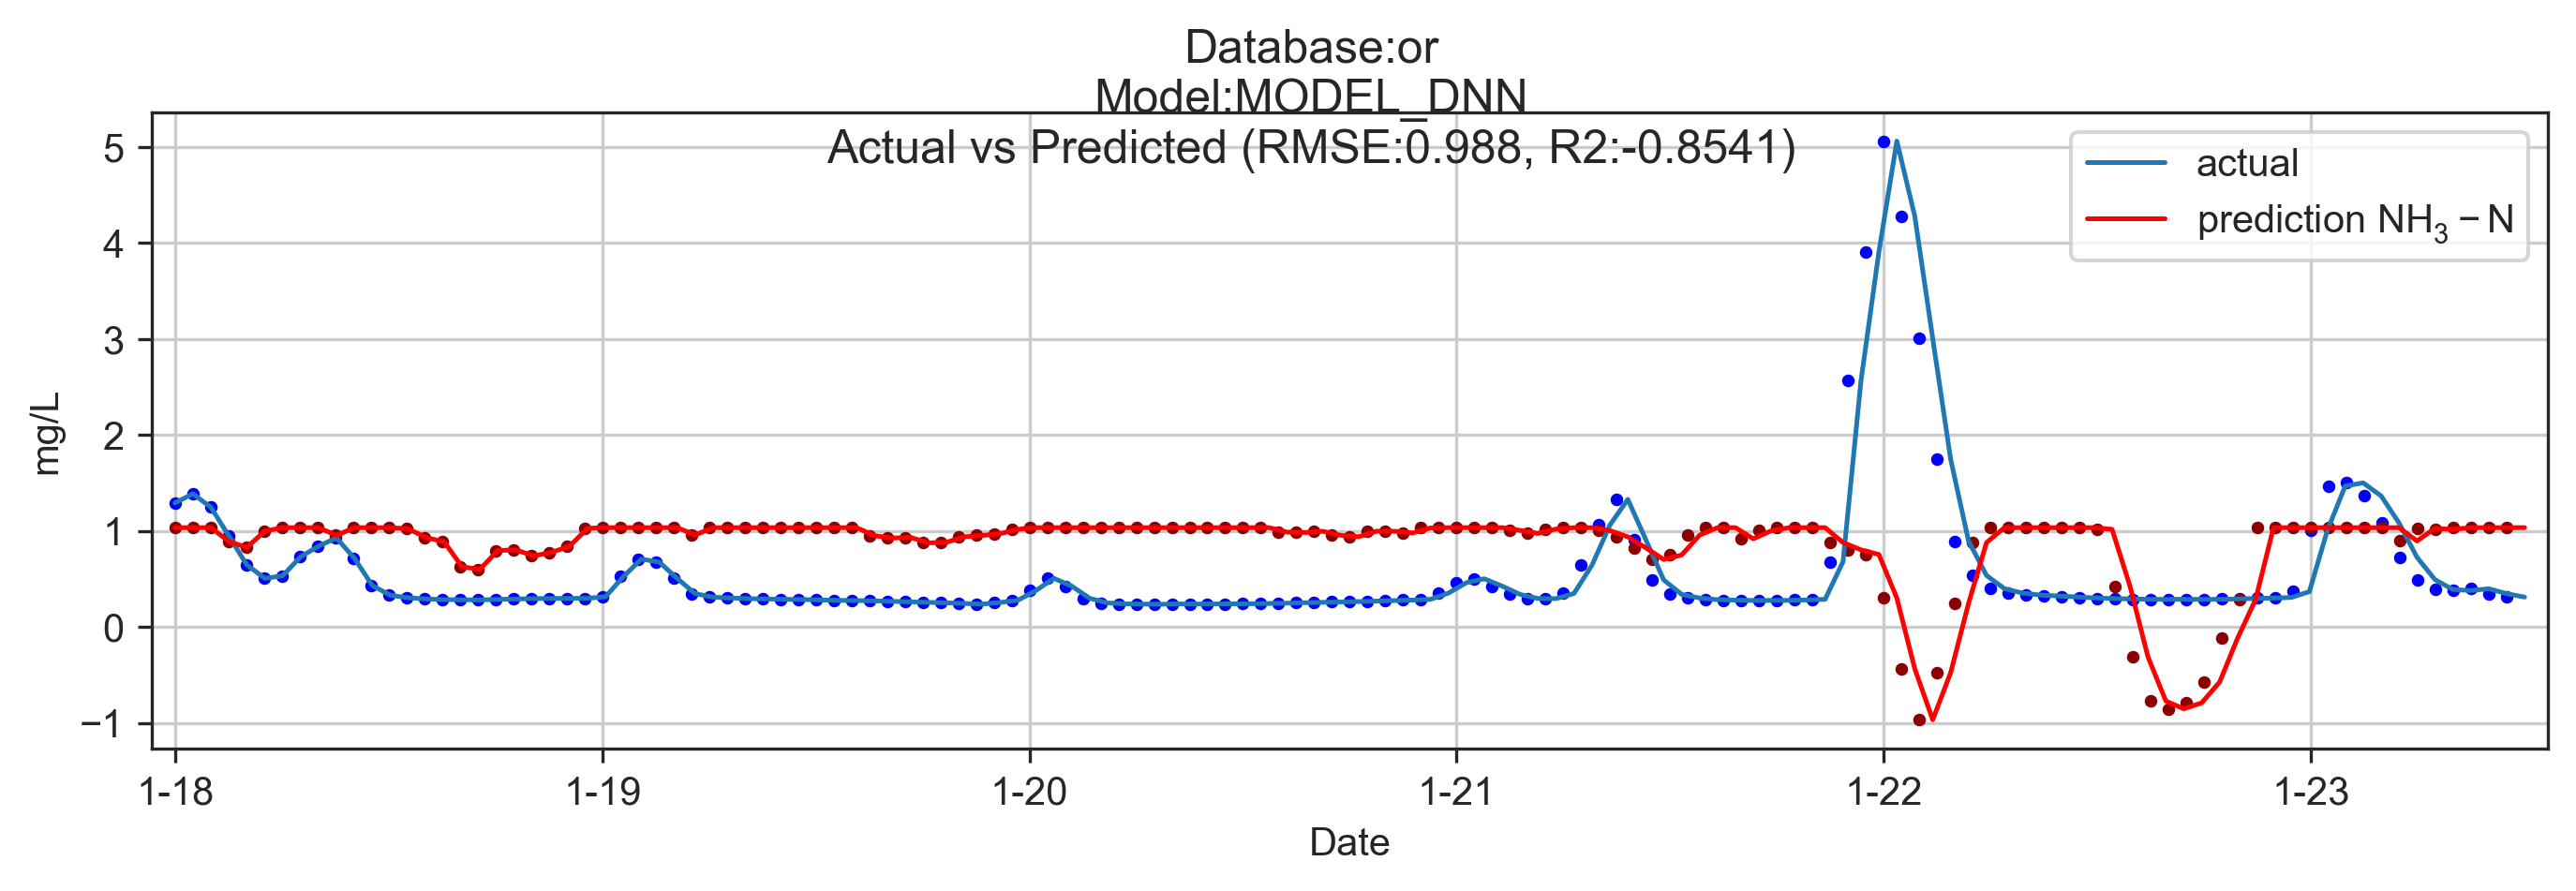 Database:or
Model:MODEL_DNN
Actual vs Predicted (RMSE:0.988, R2:-0.8541)
actual
prediction NH₃ − N
5
4
3
2
1
0
−1
mg/L
1-18 1-19 1-20 1-21 1-22 1-23
Date